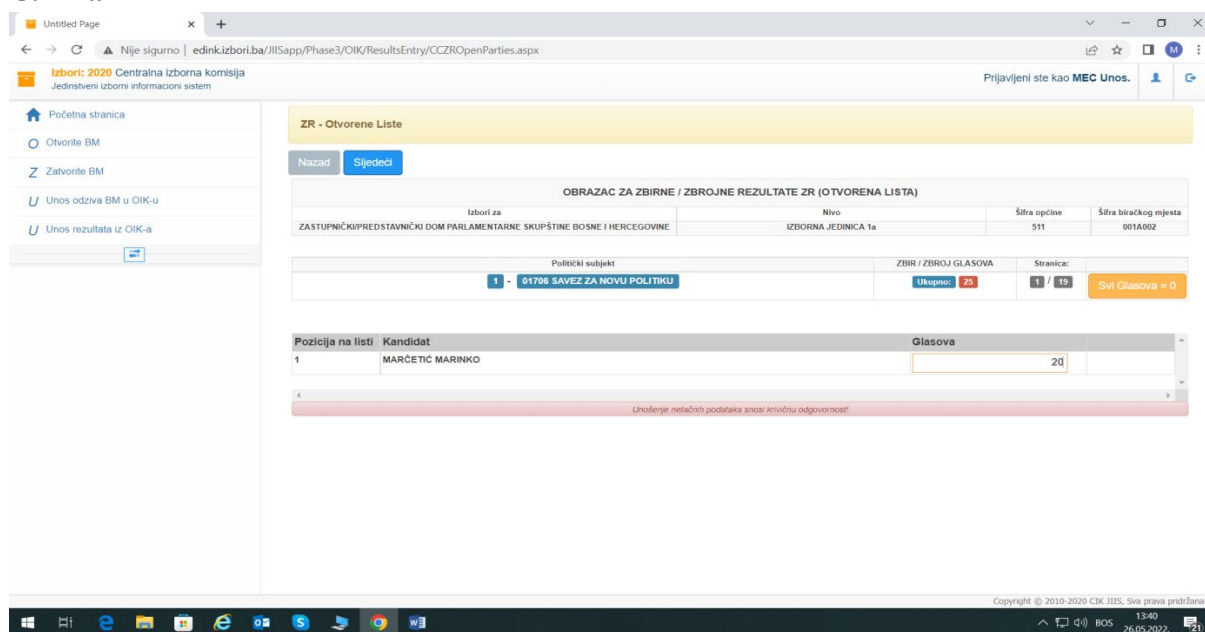 Untitled Page
Nije sigurno | edink.izbori.ba/JIISapp/Phase3/OIK/ResultsEntry/CCZROpenParties.aspx
M
Izbori: 2020 Centralna izborna komisija
Jedinstveni izborni informacioni sistem
Prijavljeni ste kao MEC Unos.
Početna stranica
O Otvorite BM
Z Zatvorite BM
U Unos odziva BM u OIK-u
U Unos rezultata iz OIK-a
ZR - Otvorene Liste
Nazad Sljedeći
OBRAZAC ZA ZBIRNE / ZBROJNE REZULTATE ZR (OTVORENA LISTA)
Izbori za Nivo Šifra općine Šifra biračkog mjesta
ZASTUPNIČKI/PREDSTAVNIČKI DOM PARLAMENTARNE SKUPŠTINE BOSNE I HERCEGOVINE IZBORNA JEDINICA 1a 511 001A002
Politički subjekt ZBIR / ZBROJ GLASOVA Stranica:
1 - 01706 SAVEZ ZA NOVU POLITIKU Ukupno: 25 1 / 19 Svi Glasova = 0
Pozicija na listi Kandidat Glasova
1 MARČETIĆ MARINKO 20
Unošenje netačnih podataka snosi krivičnu odgovornost!
Copyright © 2010-2020 CIK JIIS, Sva prava pridržana
BOS 13:40
26.05.2022. 21